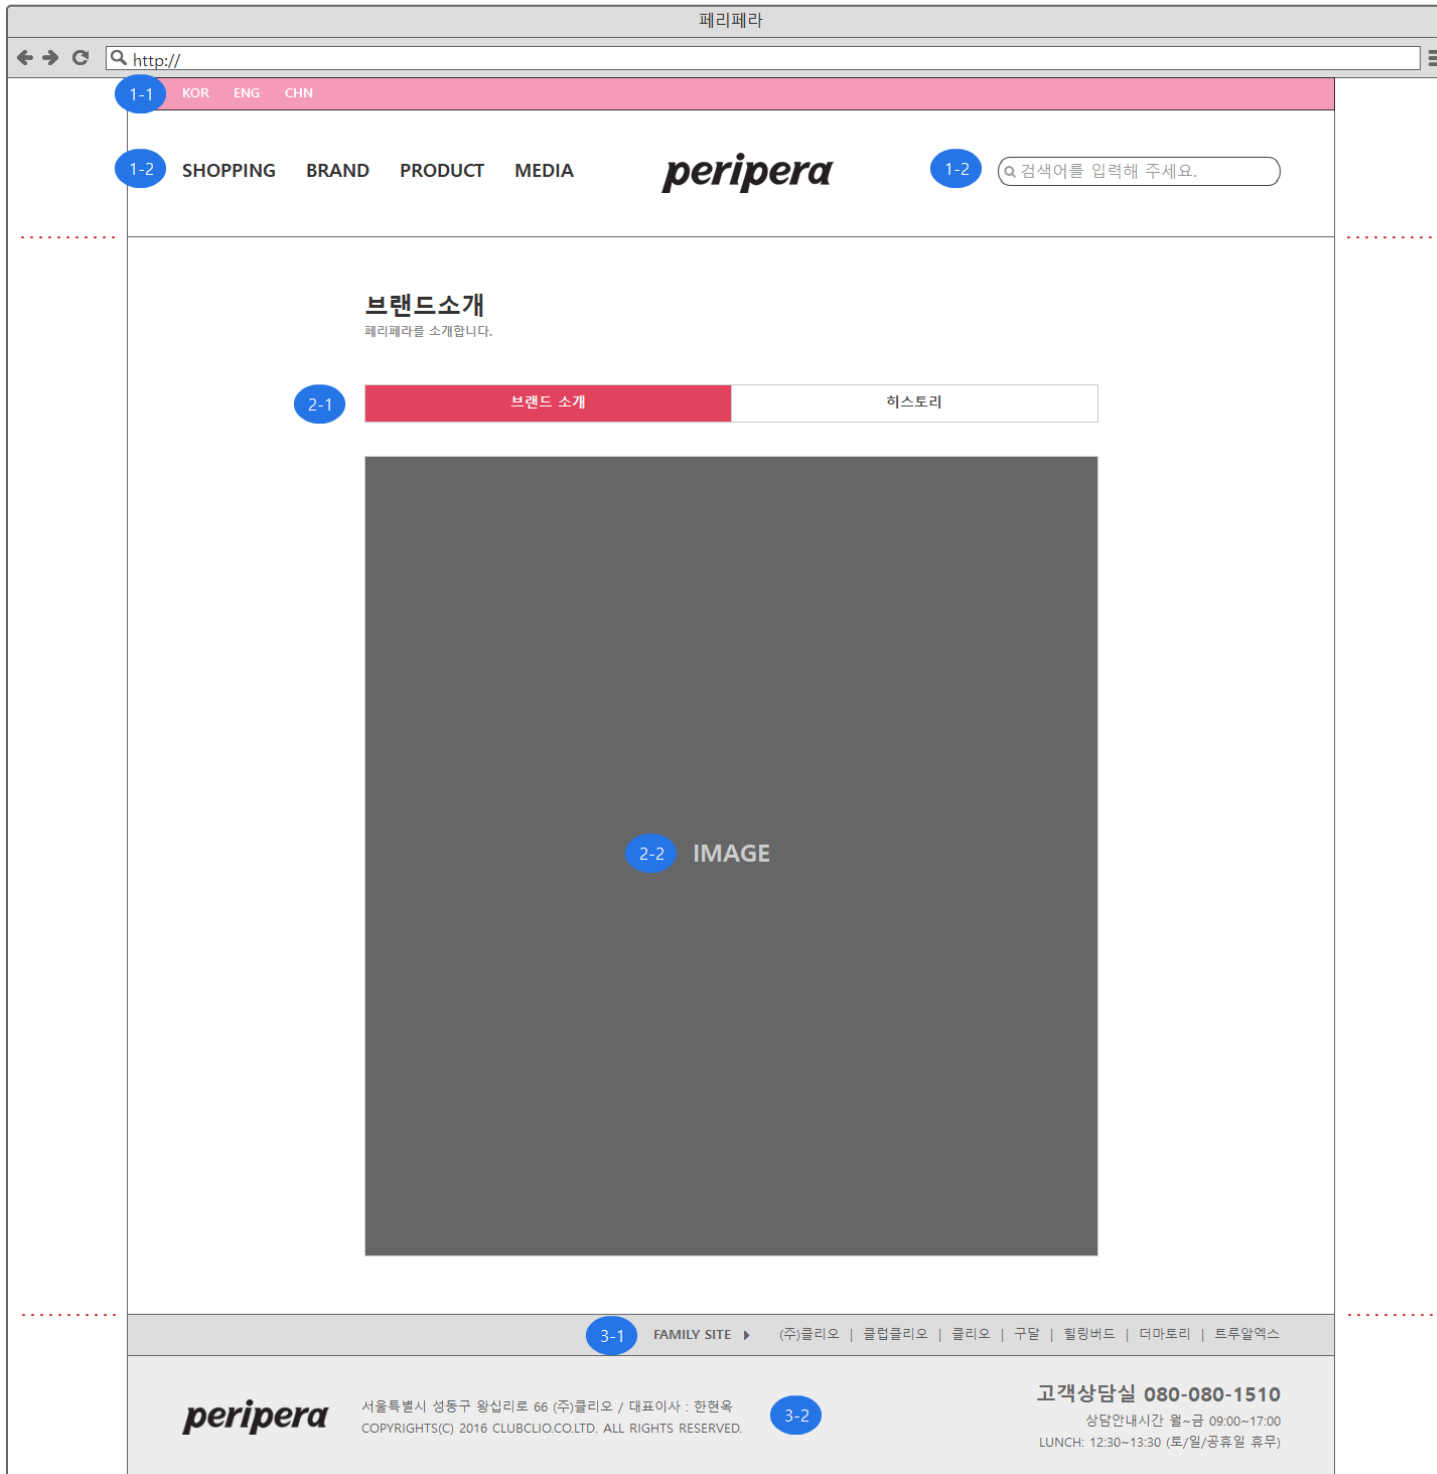 페리페라
http://
1-1 KOR ENG CHN
1-2 SHOPPING BRAND PRODUCT MEDIA peripera 1-2 검색어를 입력해 주세요.
브랜드소개
페리페라를 소개합니다.
2-1 브랜드 소개 히스토리
2-2 IMAGE
3-1 FAMILY SITE (주)클리오 | 클럽클리오 | 클리오 | 구달 | 힐링버드 | 더마토리 | 트루알엑스
peripera
서울특별시 성동구 왕십리로 66 (주)클리오 / 대표이사 : 한현옥
COPYRIGHTS(C) 2016 CLUBCLIO.CO.LTD. ALL RIGHTS RESERVED.
3-2
고객상담실 080-080-1510
상담안내시간 월~금 09:00~17:00
LUNCH: 12:30~13:30 (토/일/공휴일 휴무)